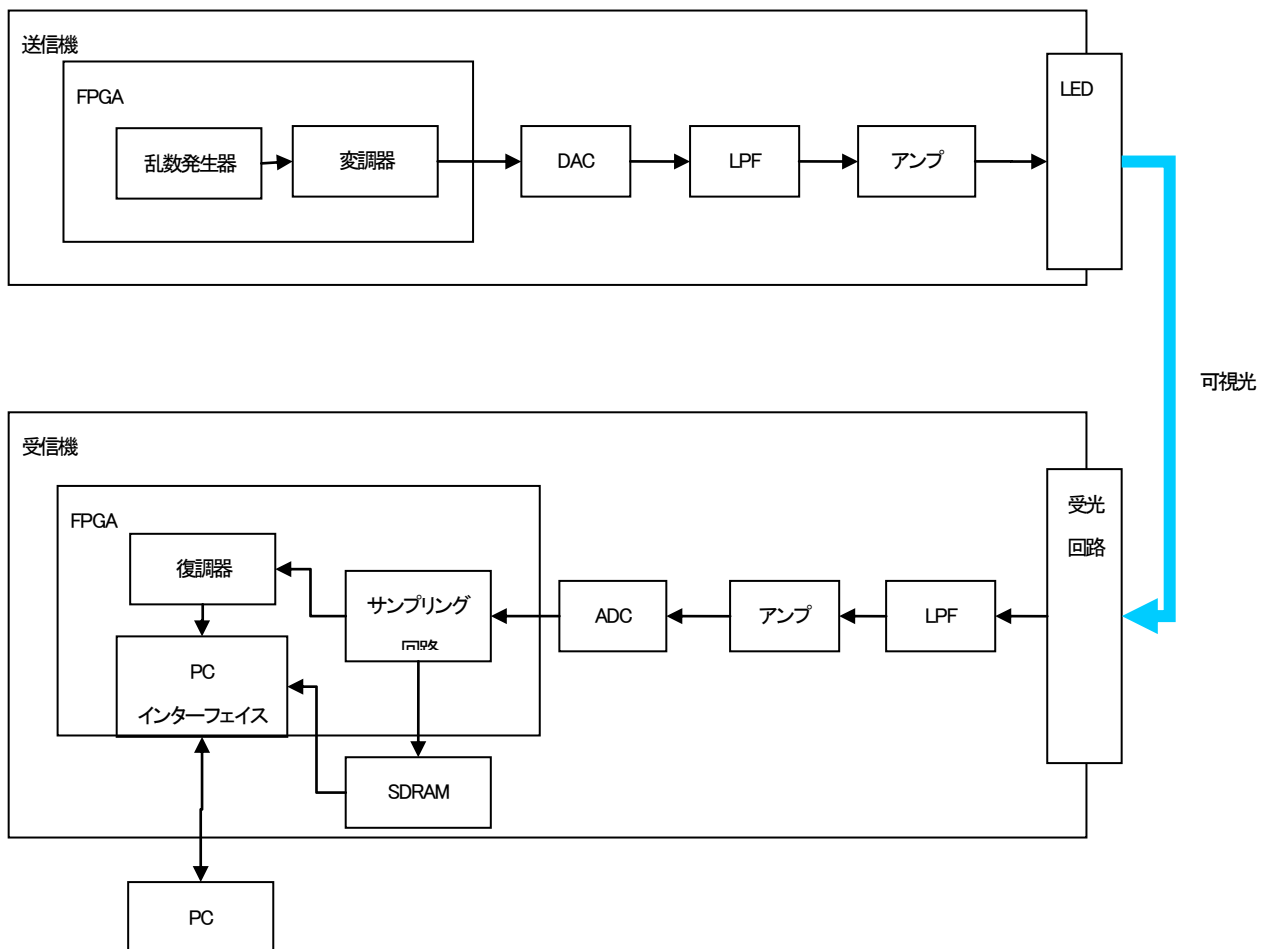 送信機
FPGA
乱数発生器
変調器
DAC
LPF
アンプ
LED
可視光
受信機
FPGA
復調器
サンプリング
回路
PC
インターフェイス
SDRAM
ADC
アンプ
LPF
受光
回路
PC